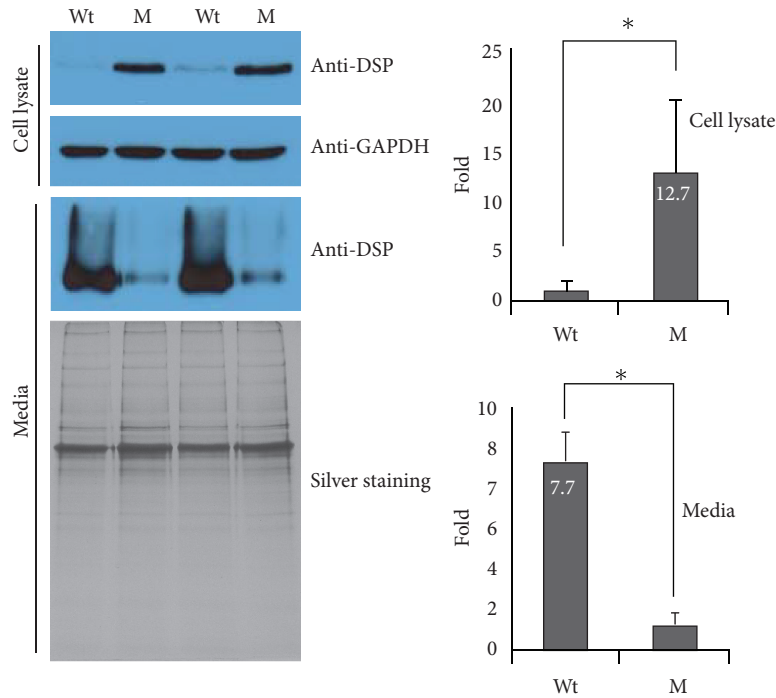 Wt M Wt M
Cell lysate
Anti-DSP
Anti-GAPDH
Media
Anti-DSP
Silver staining
*
25
20
15
10
5
0
Fold
Cell lysate
12.7
Wt M
*
10
8
7
6
4
2
0
Fold
7.7
Media
Wt M